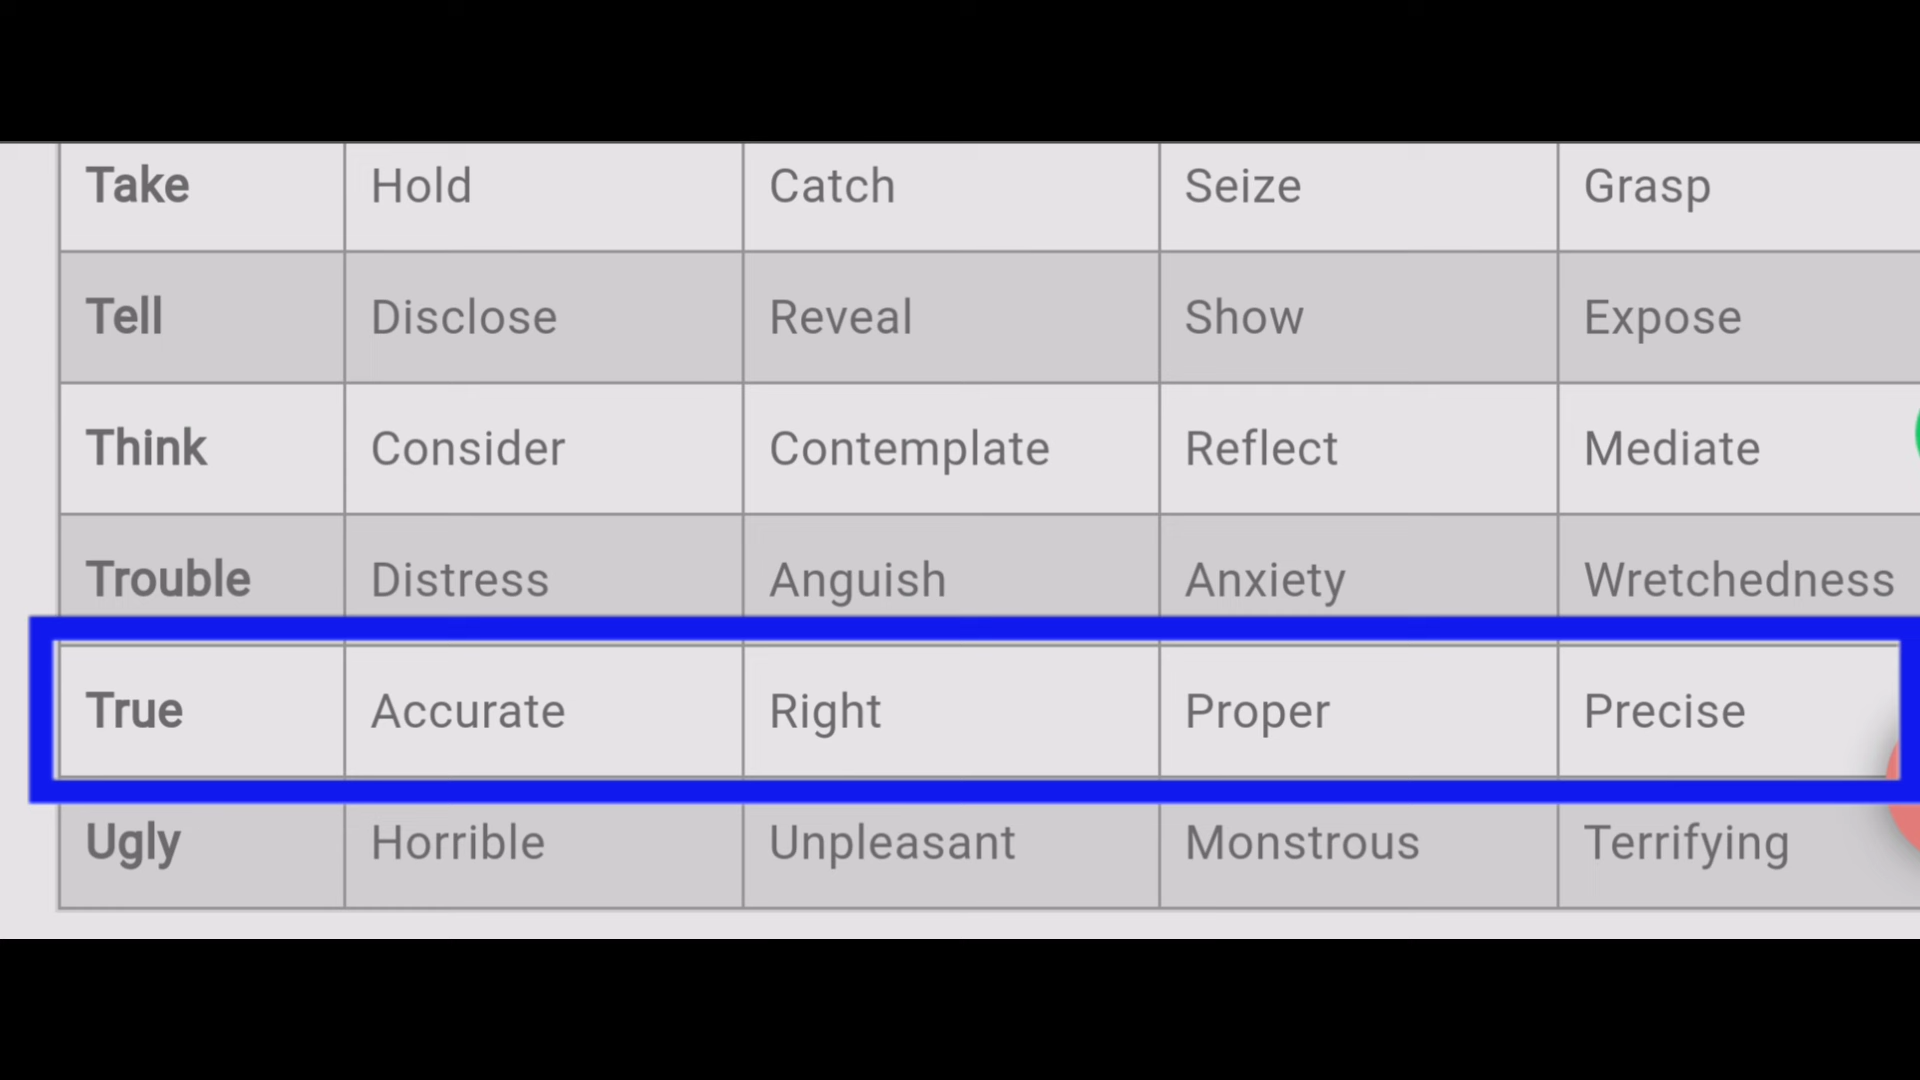 Take Hold Catch Seize Grasp
Tell Disclose Reveal Show Expose
Think Consider Contemplate Reflect Mediate
Trouble Distress Anguish Anxiety Wretchedness
True Accurate Right Proper Precise
Ugly Horrible Unpleasant Monstrous Terrifying